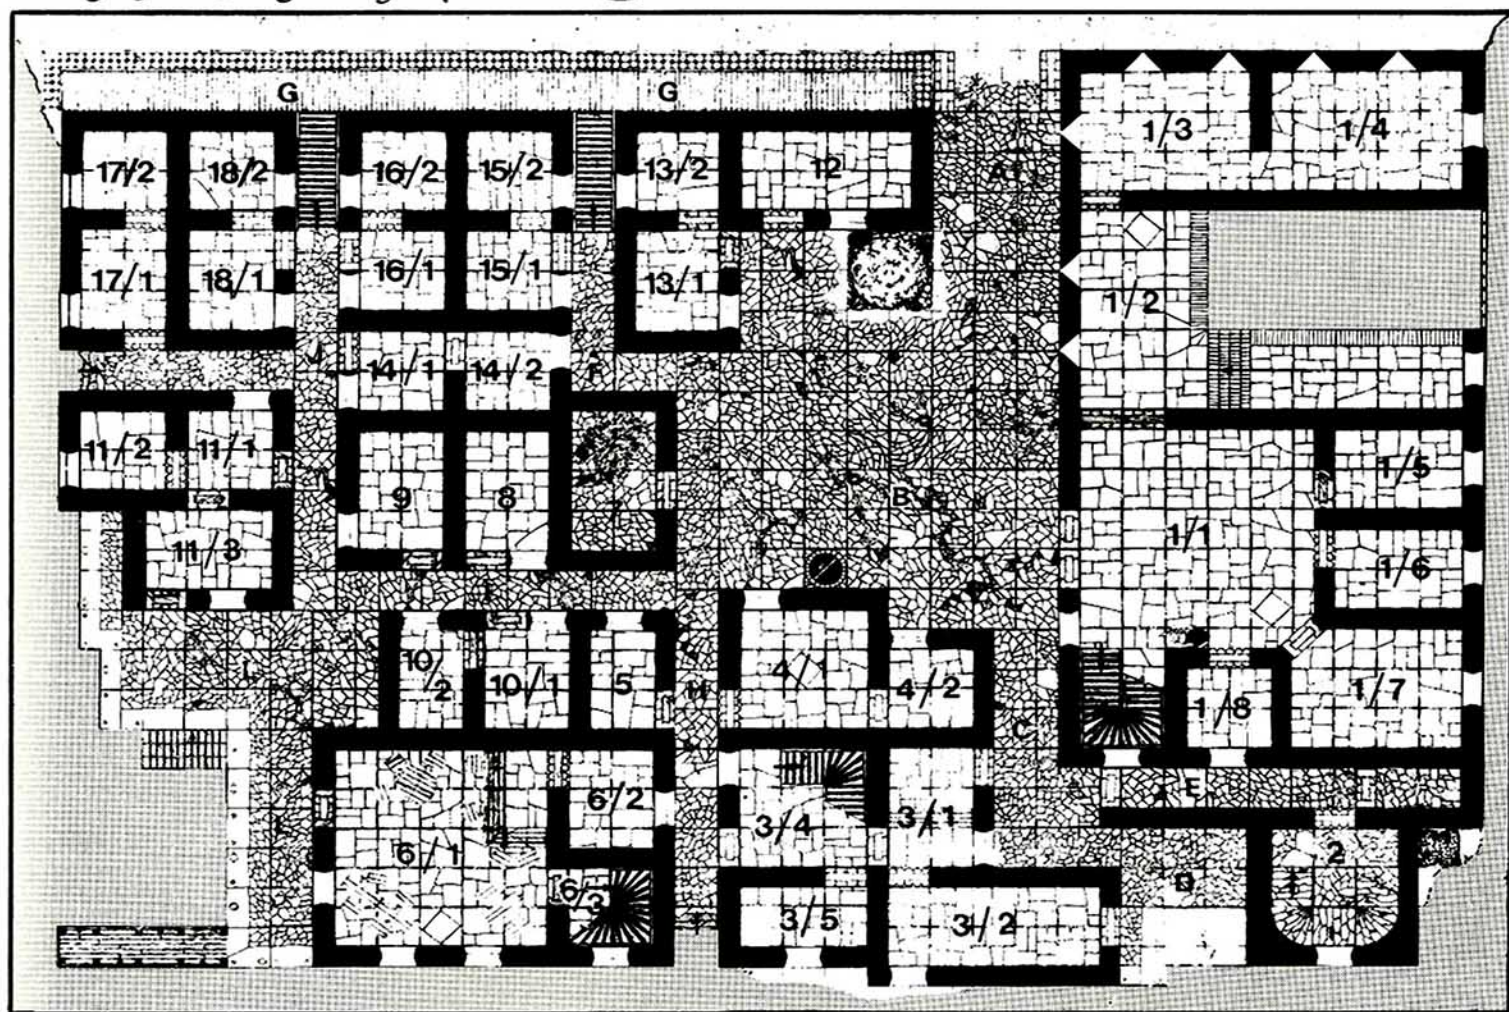 G G
17/2 18/2 16/2 15/2 13/2 12 A 1/3 1/4
17/1 18/1 16/1 15/1 13/1 1/2
14/1 14/2 F
11/2 11/1 9 8 7 B 1/5
11/3 1/1 1/6
10/2 10/1 5 H 4/1 4/2 C 1/8 1/7
L
6/1 6/2 6/3 3/4 3/1 E
3/5 3/2 D 2